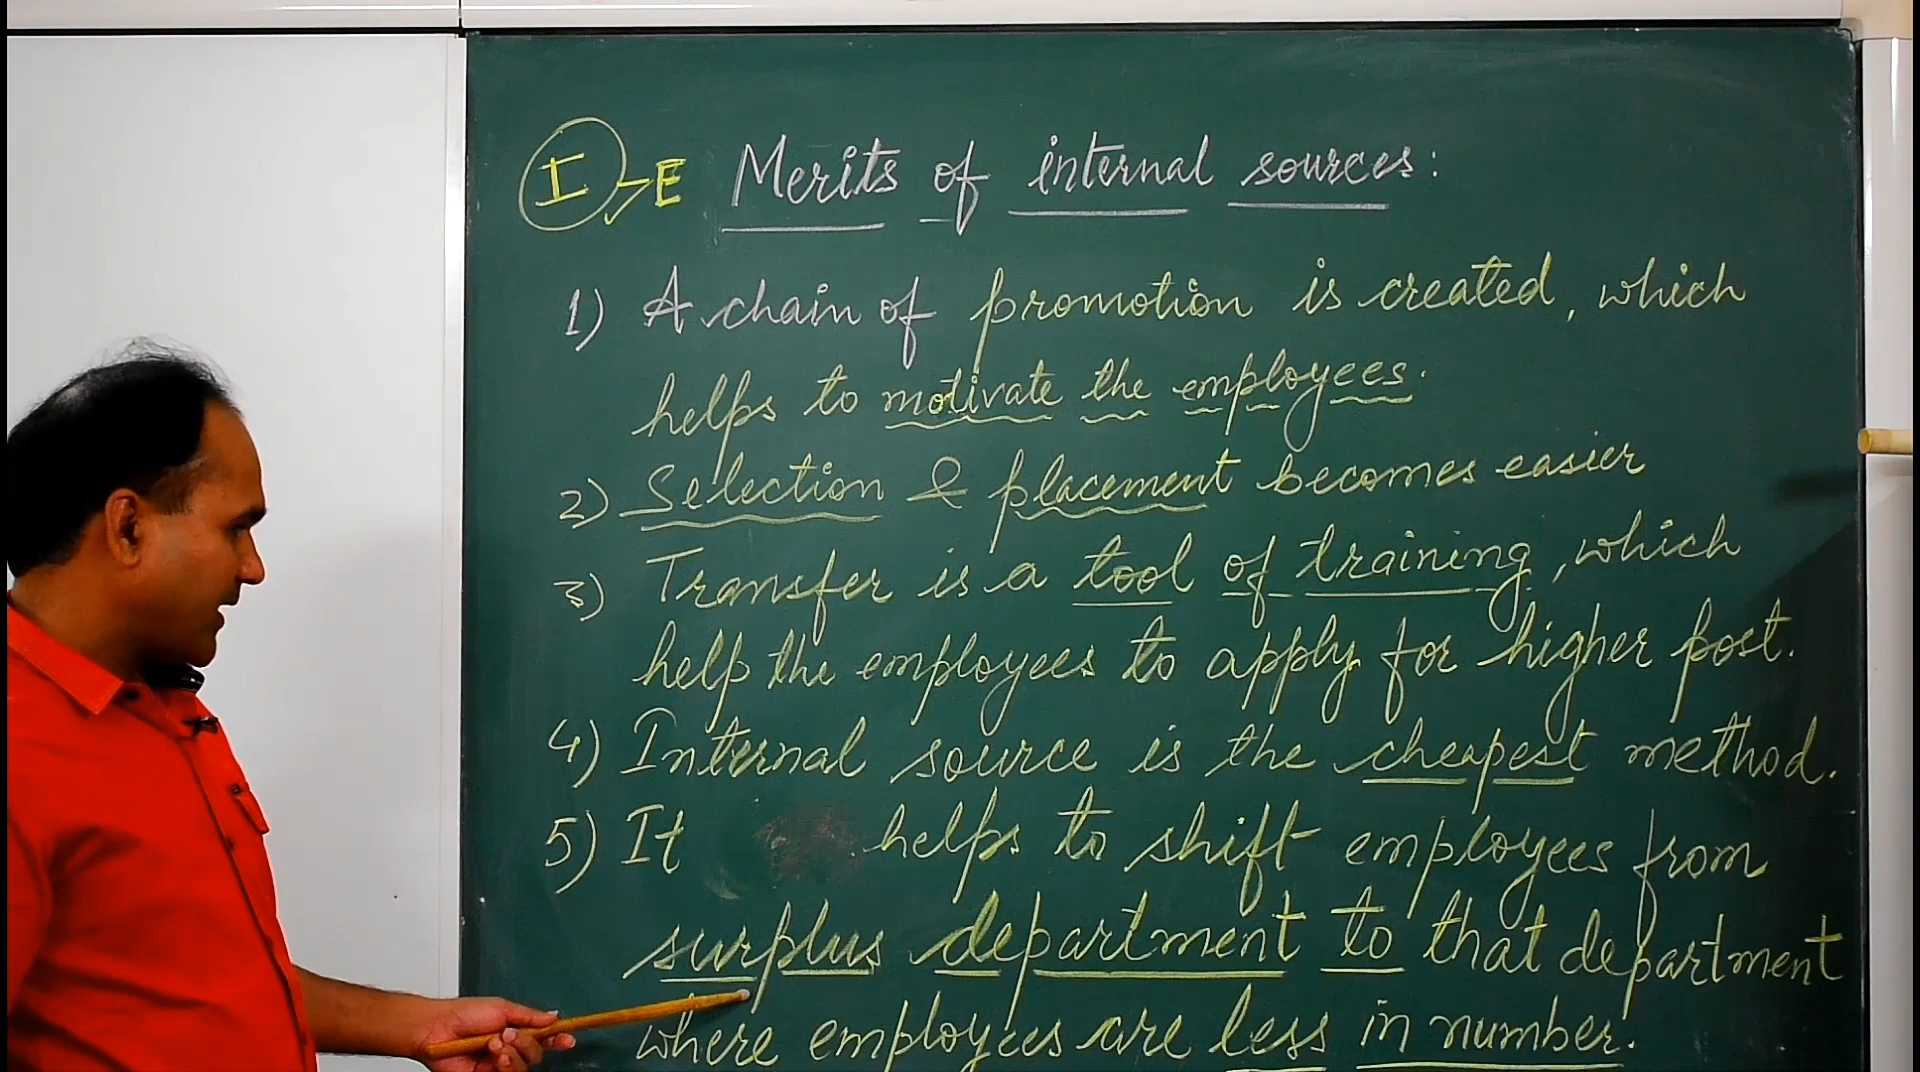 I > E Merits of internal sources:
1) A chain of promotion is created, which
helps to motivate the employees.
2) Selection & placement becomes easier
3) Transfer is a tool of training, which
help the employees to apply for higher post.
4) Internal source is the cheapest method.
5) It helps to shift employees from
surplus department to that department
where employees are less in number.